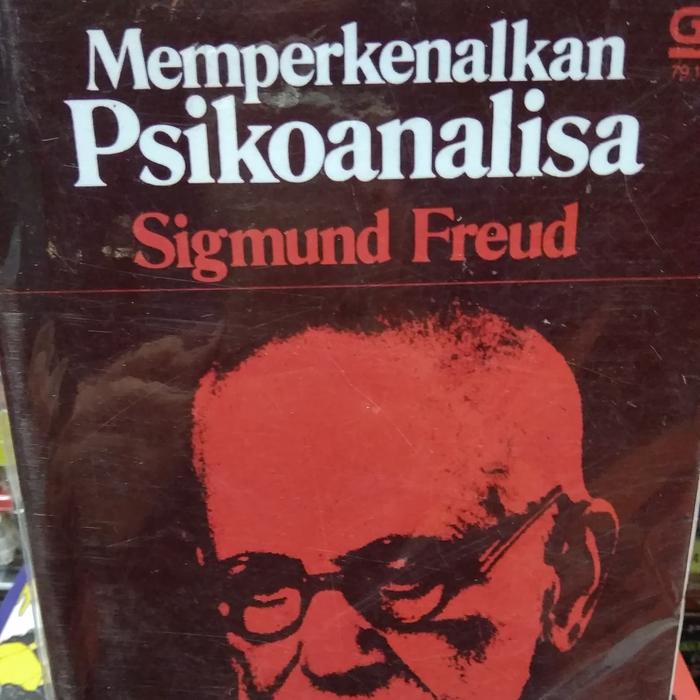 Memperkenalkan
Psikoanalisa
Sigmund Freud
G